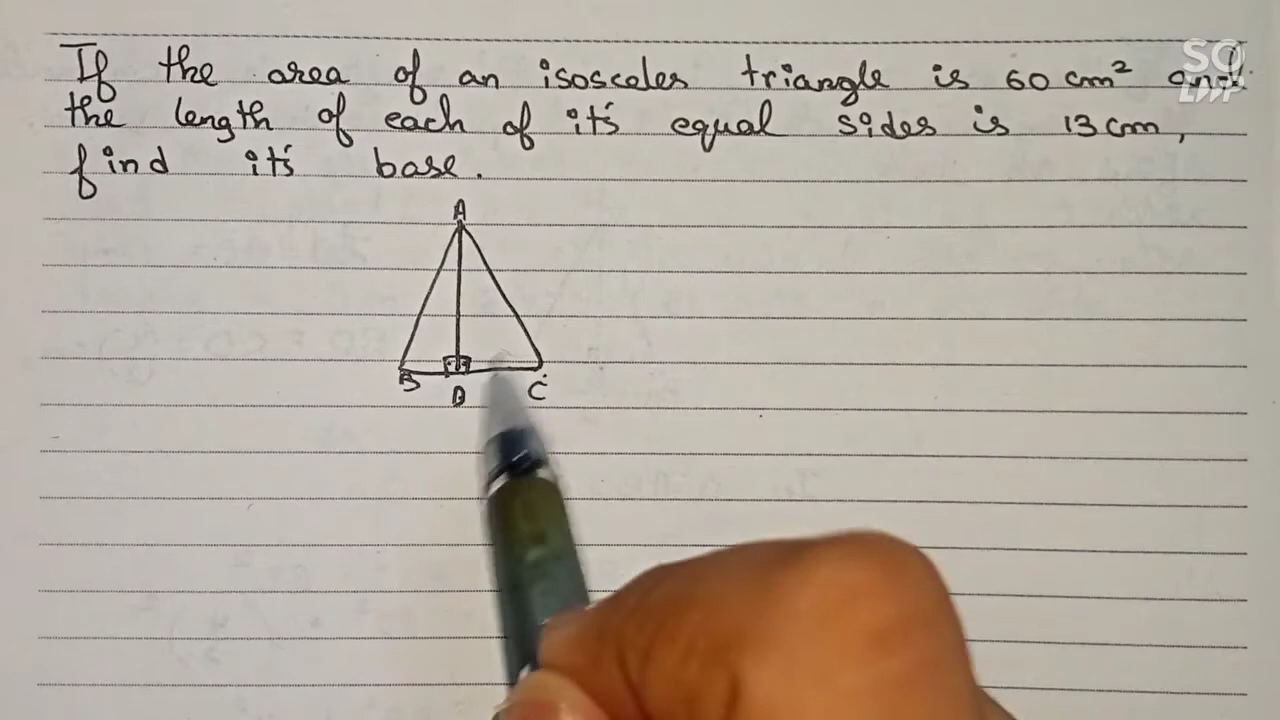 If the area of an isosceles triangle is 60 cm² and
the length of each of it's equal sides is 13 cm,
find it's base.
A
B D C